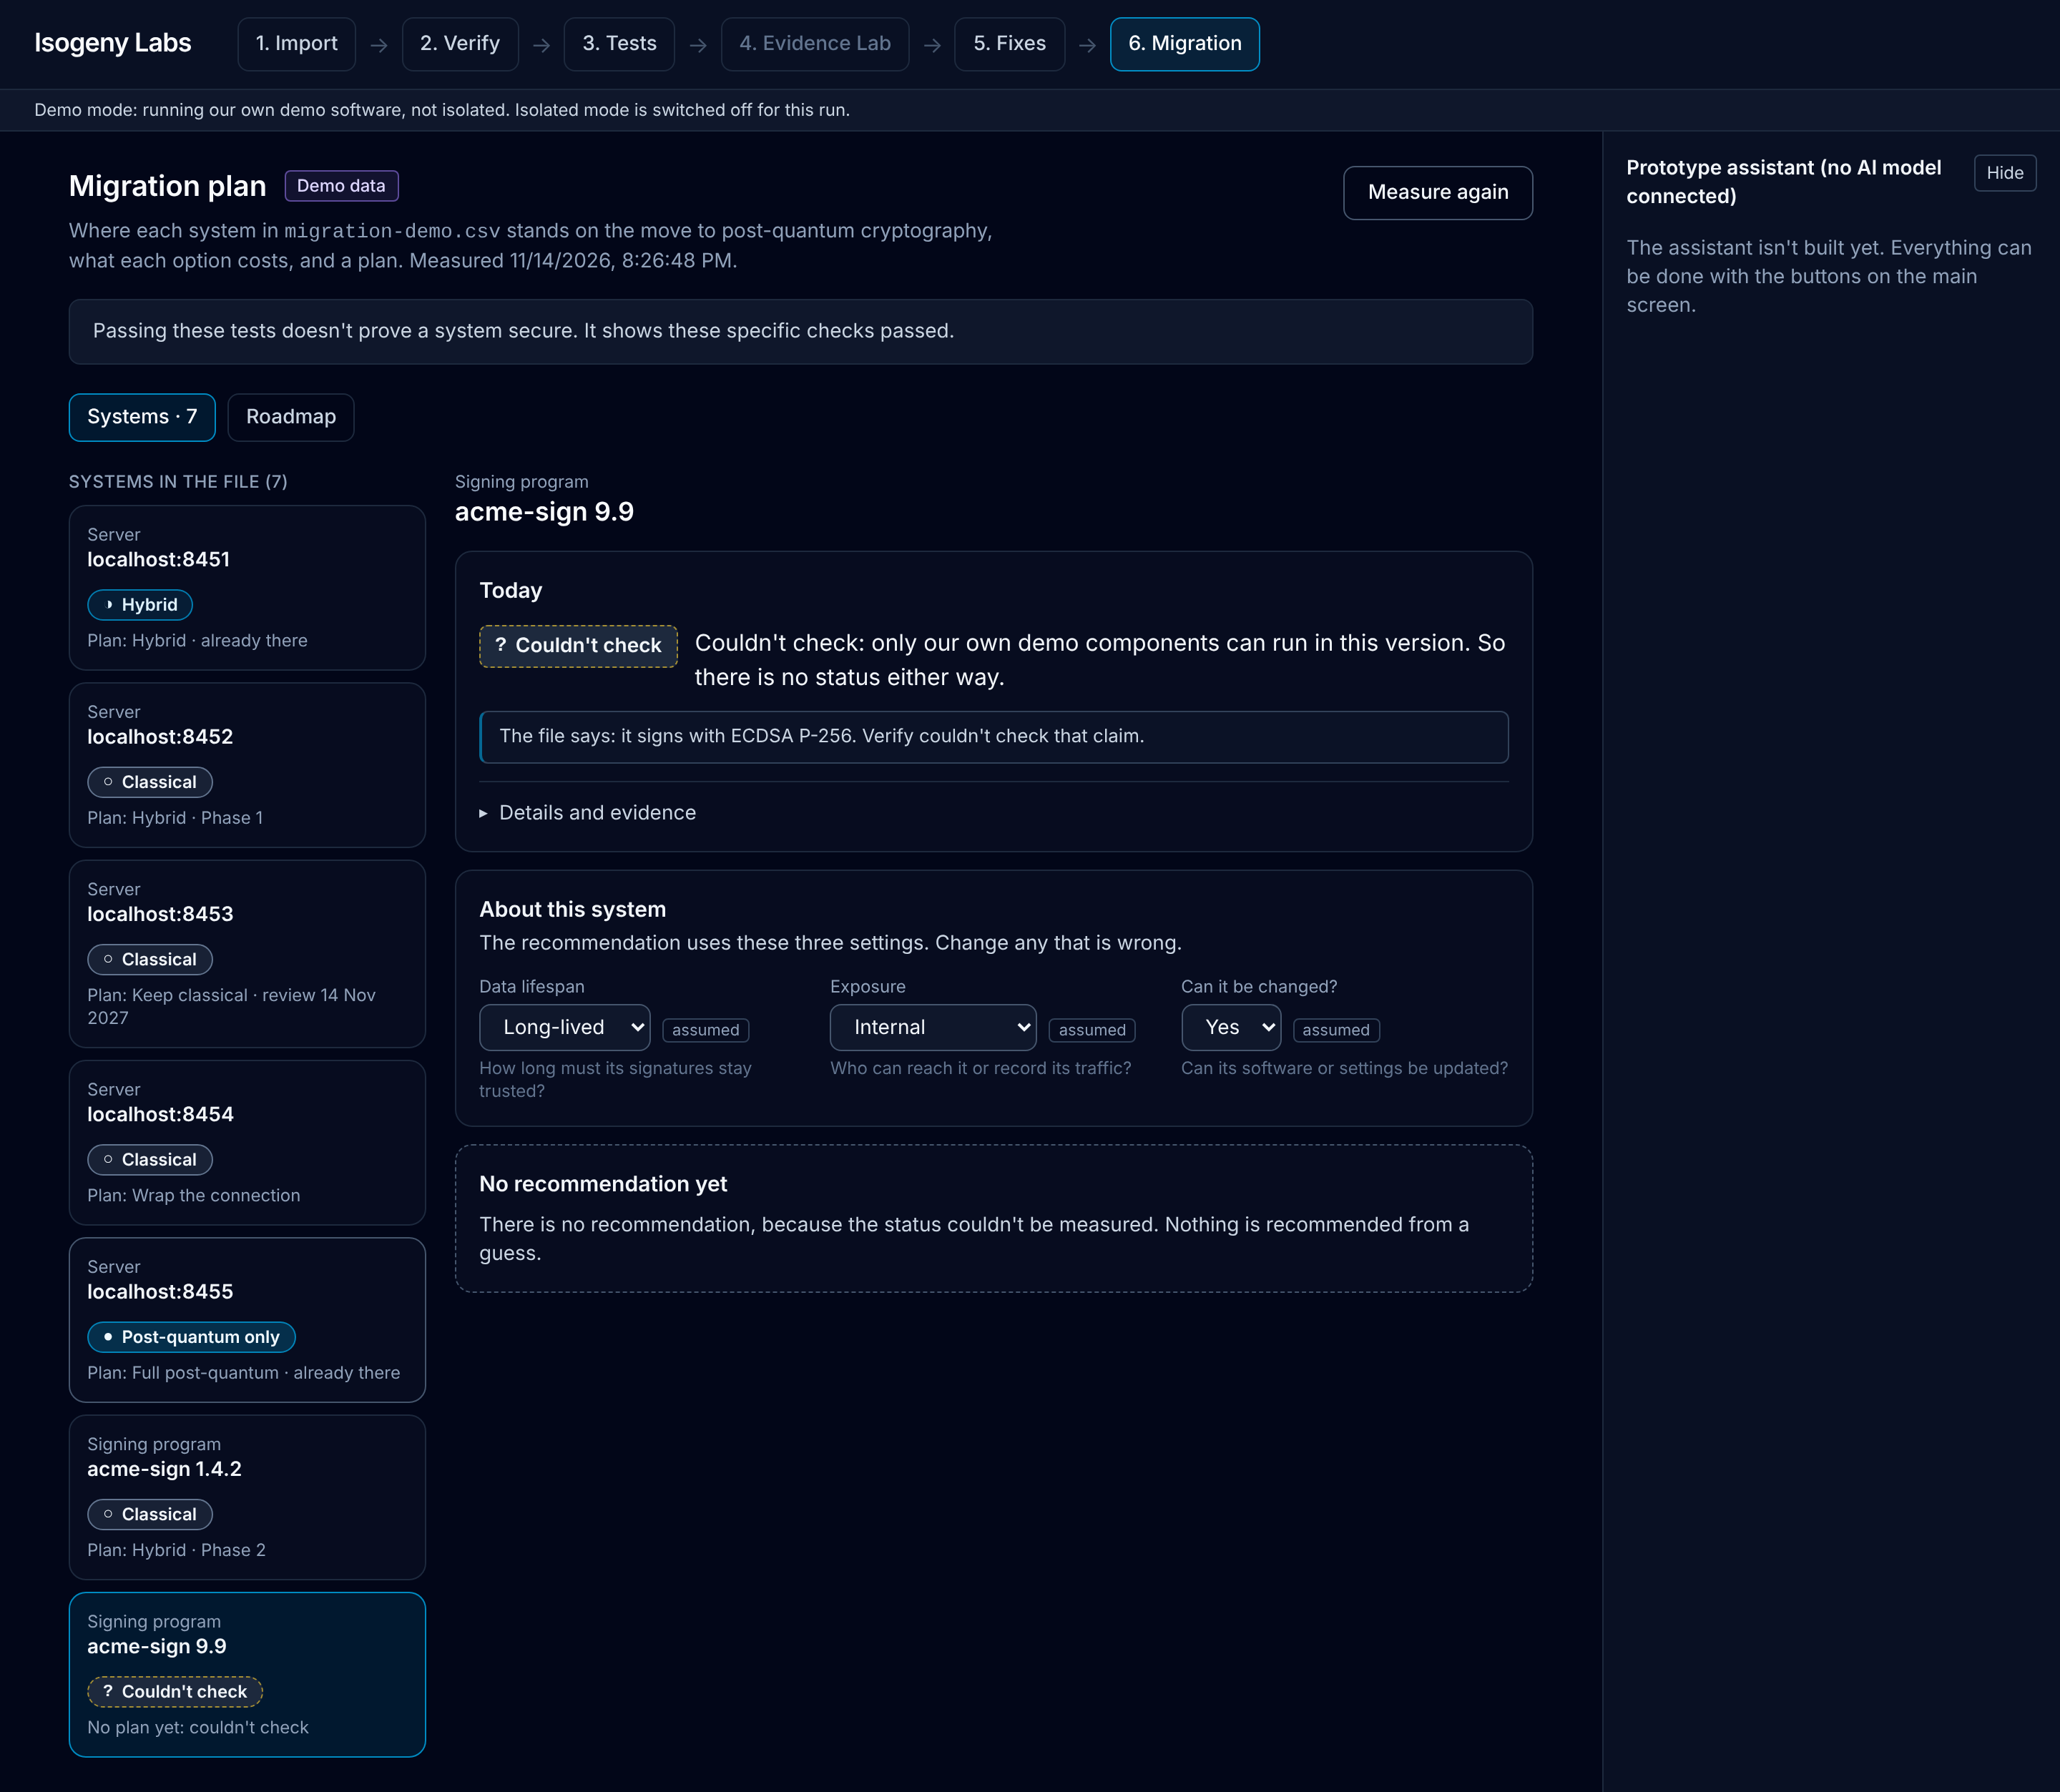 Isogeny Labs
1. Import → 2. Verify → 3. Tests → 4. Evidence Lab → 5. Fixes → 6. Migration
Demo mode: running our own demo software, not isolated. Isolated mode is switched off for this run.
Migration plan
Demo data
Measure again
Where each system in migration-demo.csv stands on the move to post-quantum cryptography,
what each option costs, and a plan. Measured 11/14/2026, 8:26:48 PM.
Passing these tests doesn't prove a system secure. It shows these specific checks passed.
Systems · 7
Roadmap
SYSTEMS IN THE FILE (7)
Server
localhost:8451
Hybrid
Plan: Hybrid · already there
Server
localhost:8452
Classical
Plan: Hybrid · Phase 1
Server
localhost:8453
Classical
Plan: Keep classical · review 14 Nov
2027
Server
localhost:8454
Classical
Plan: Wrap the connection
Server
localhost:8455
Post-quantum only
Plan: Full post-quantum · already there
Signing program
acme-sign 1.4.2
Classical
Plan: Hybrid · Phase 2
Signing program
acme-sign 9.9
? Couldn't check
No plan yet: couldn't check
Signing program
acme-sign 9.9
Today
? Couldn't check
Couldn't check: only our own demo components can run in this version. So
there is no status either way.
The file says: it signs with ECDSA P-256. Verify couldn't check that claim.
▸ Details and evidence
About this system
The recommendation uses these three settings. Change any that is wrong.
Data lifespan
Long-lived
assumed
How long must its signatures stay
trusted?
Exposure
Internal
assumed
Who can reach it or record its traffic?
Can it be changed?
Yes
assumed
Can its software or settings be updated?
No recommendation yet
There is no recommendation, because the status couldn't be measured. Nothing is recommended from a
guess.
Prototype assistant (no AI model
connected)
Hide
The assistant isn't built yet. Everything can
be done with the buttons on the main
screen.